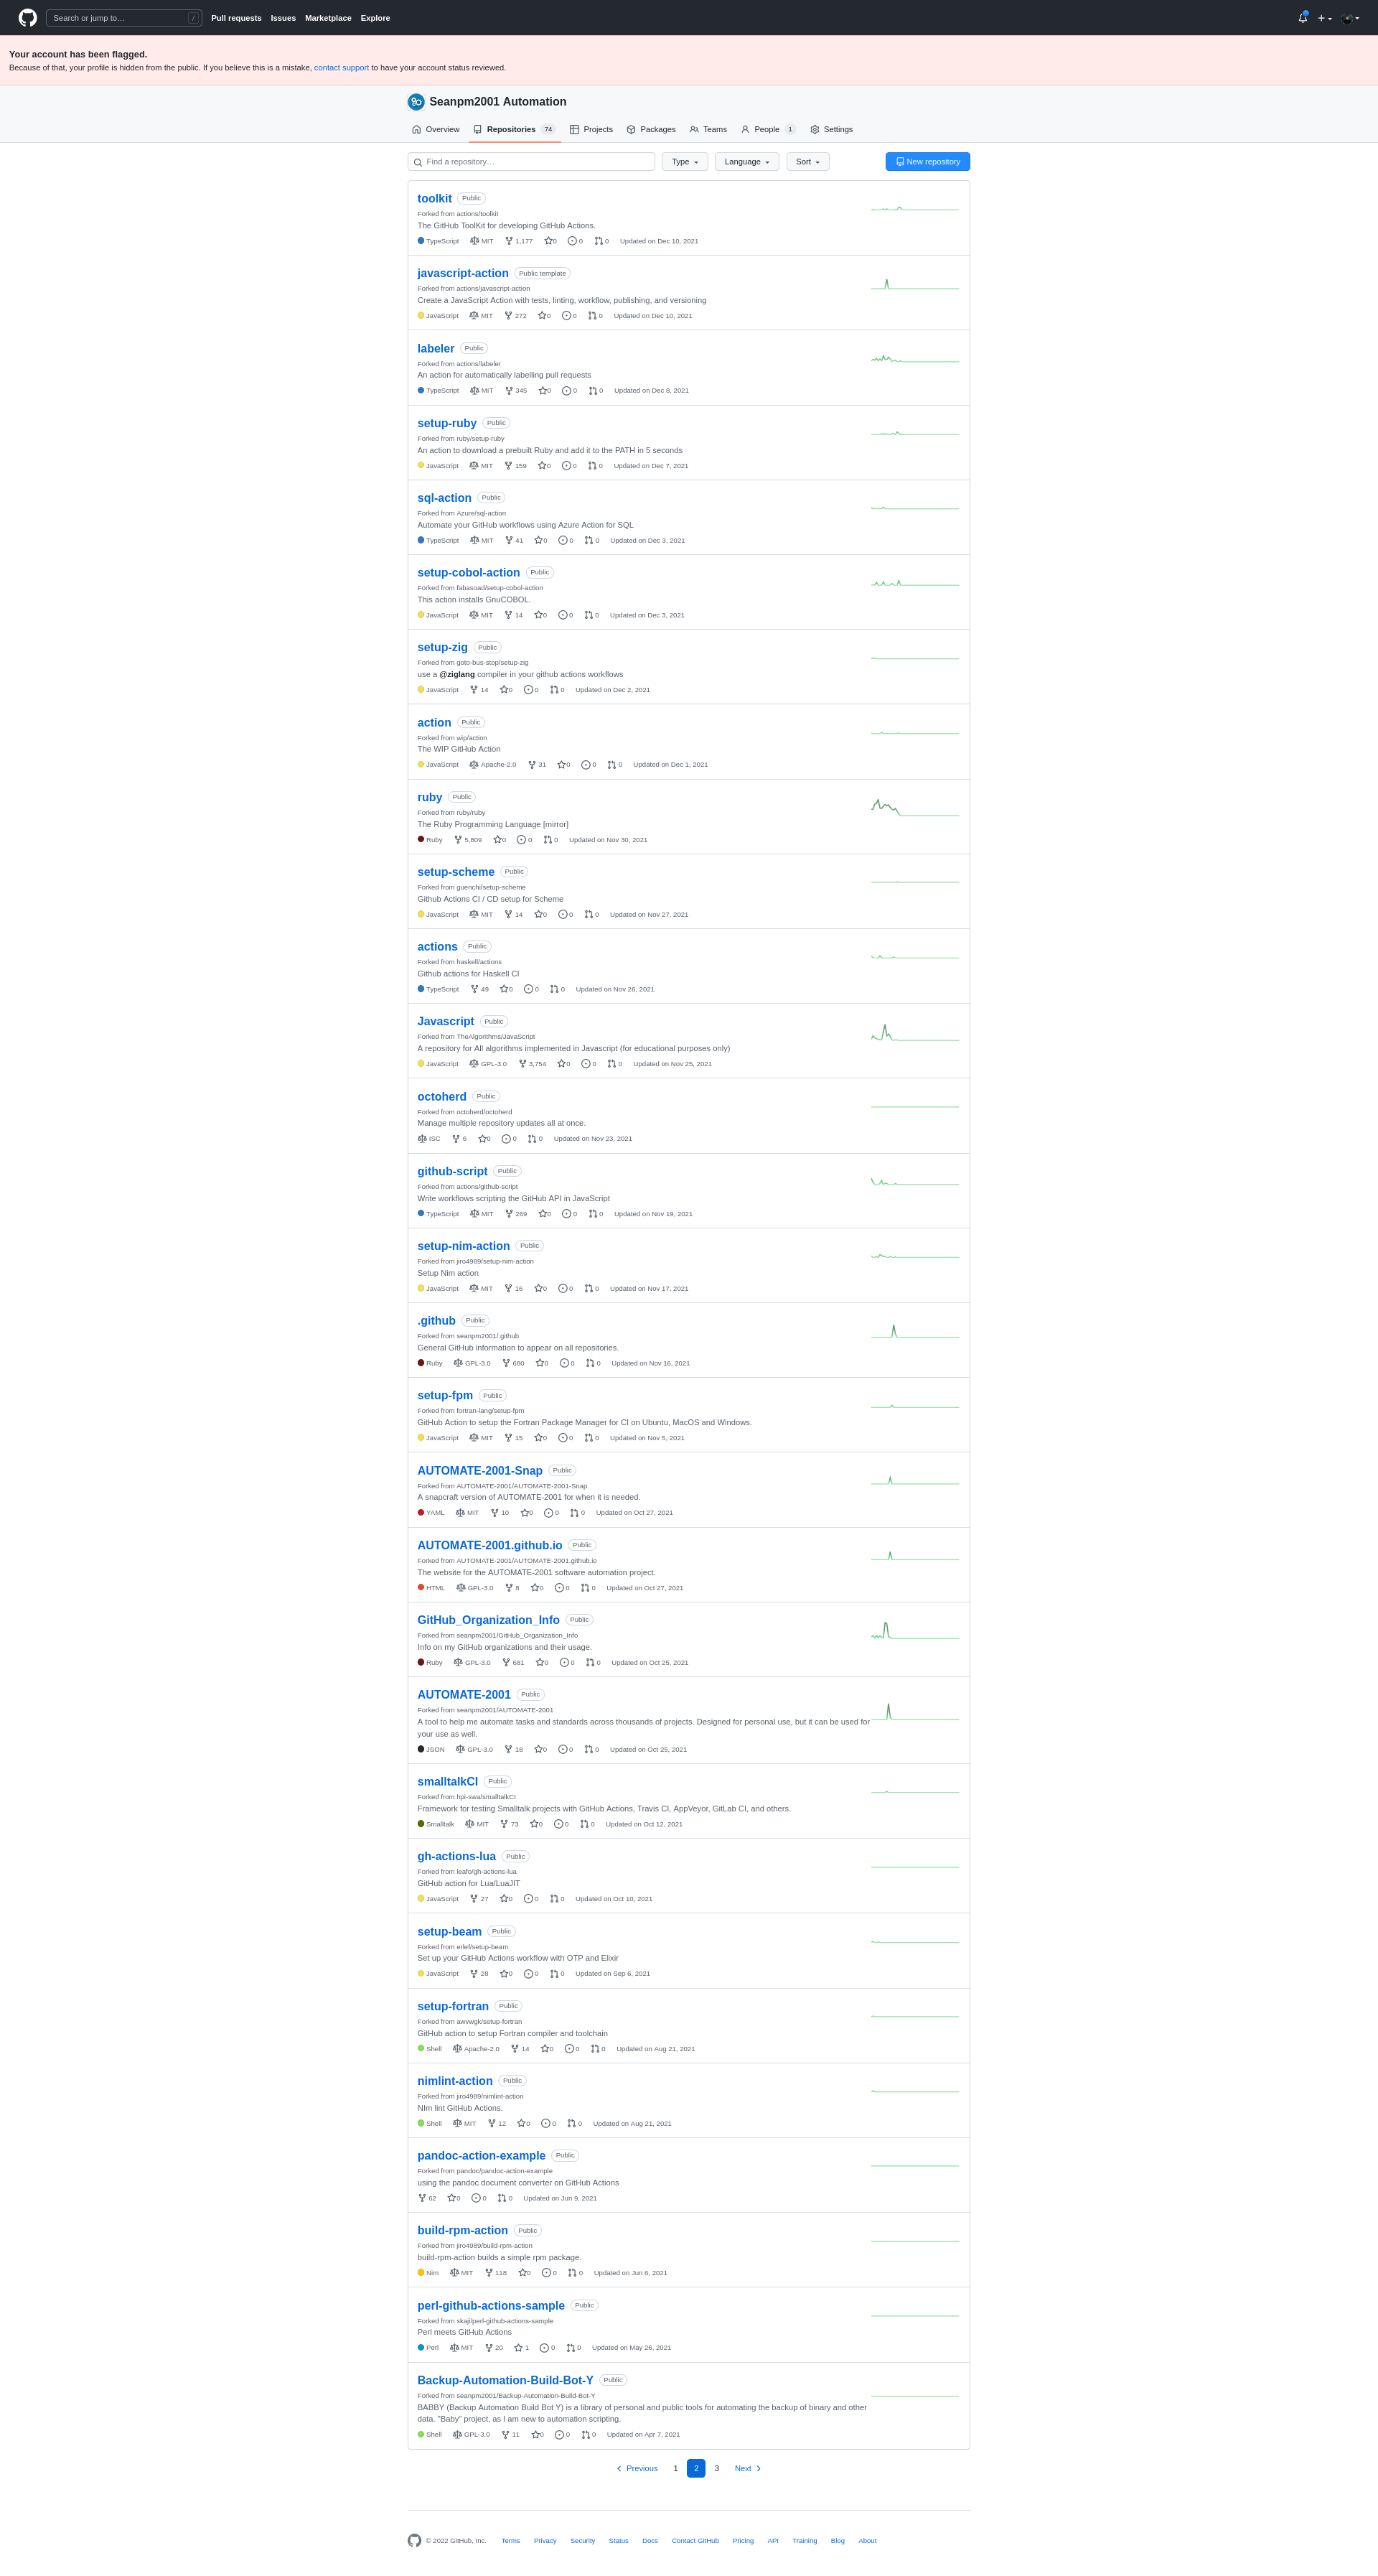 Search or jump to… /
Pull requests Issues Marketplace Explore
Your account has been flagged.
Because of that, your profile is hidden from the public. If you believe this is a mistake, contact support to have your account status reviewed.
Seanpm2001 Automation
Overview Repositories 74 Projects Packages Teams People 1 Settings
Find a repository… Type Language Sort New repository
toolkit Public
Forked from actions/toolkit
The GitHub ToolKit for developing GitHub Actions.
TypeScript MIT 1,177 0 0 0 Updated on Dec 10, 2021
javascript-action Public template
Forked from actions/javascript-action
Create a JavaScript Action with tests, linting, workflow, publishing, and versioning
JavaScript MIT 272 0 0 0 Updated on Dec 10, 2021
labeler Public
Forked from actions/labeler
An action for automatically labelling pull requests
TypeScript MIT 345 0 0 0 Updated on Dec 8, 2021
setup-ruby Public
Forked from ruby/setup-ruby
An action to download a prebuilt Ruby and add it to the PATH in 5 seconds
JavaScript MIT 159 0 0 0 Updated on Dec 7, 2021
sql-action Public
Forked from Azure/sql-action
Automate your GitHub workflows using Azure Action for SQL
TypeScript MIT 41 0 0 0 Updated on Dec 3, 2021
setup-cobol-action Public
Forked from fabasoad/setup-cobol-action
This action installs GnuCOBOL.
JavaScript MIT 14 0 0 0 Updated on Dec 3, 2021
setup-zig Public
Forked from goto-bus-stop/setup-zig
use a @ziglang compiler in your github actions workflows
JavaScript 14 0 0 0 Updated on Dec 2, 2021
action Public
Forked from wip/action
The WIP GitHub Action
JavaScript Apache-2.0 31 0 0 0 Updated on Dec 1, 2021
ruby Public
Forked from ruby/ruby
The Ruby Programming Language [mirror]
Ruby 5,809 0 0 0 Updated on Nov 30, 2021
setup-scheme Public
Forked from guenchi/setup-scheme
Github Actions CI / CD setup for Scheme
JavaScript MIT 14 0 0 0 Updated on Nov 27, 2021
actions Public
Forked from haskell/actions
Github actions for Haskell CI
TypeScript 49 0 0 0 Updated on Nov 26, 2021
Javascript Public
Forked from TheAlgorithms/JavaScript
A repository for All algorithms implemented in Javascript (for educational purposes only)
JavaScript GPL-3.0 3,754 0 0 0 Updated on Nov 25, 2021
octoherd Public
Forked from octoherd/octoherd
Manage multiple repository updates all at once.
ISC 6 0 0 0 Updated on Nov 23, 2021
github-script Public
Forked from actions/github-script
Write workflows scripting the GitHub API in JavaScript
TypeScript MIT 269 0 0 0 Updated on Nov 19, 2021
setup-nim-action Public
Forked from jiro4989/setup-nim-action
Setup Nim action
JavaScript MIT 16 0 0 0 Updated on Nov 17, 2021
.github Public
Forked from seanpm2001/.github
General GitHub information to appear on all repositories.
Ruby GPL-3.0 680 0 0 0 Updated on Nov 16, 2021
setup-fpm Public
Forked from fortran-lang/setup-fpm
GitHub Action to setup the Fortran Package Manager for CI on Ubuntu, MacOS and Windows.
JavaScript MIT 15 0 0 0 Updated on Nov 5, 2021
AUTOMATE-2001-Snap Public
Forked from AUTOMATE-2001/AUTOMATE-2001-Snap
A snapcraft version of AUTOMATE-2001 for when it is needed.
YAML MIT 10 0 0 0 Updated on Oct 27, 2021
AUTOMATE-2001.github.io Public
Forked from AUTOMATE-2001/AUTOMATE-2001.github.io
The website for the AUTOMATE-2001 software automation project.
HTML GPL-3.0 8 0 0 0 Updated on Oct 27, 2021
GitHub_Organization_Info Public
Forked from seanpm2001/GitHub_Organization_Info
Info on my GitHub organizations and their usage.
Ruby GPL-3.0 681 0 0 0 Updated on Oct 25, 2021
AUTOMATE-2001 Public
Forked from seanpm2001/AUTOMATE-2001
A tool to help me automate tasks and standards across thousands of projects. Designed for personal use, but it can be used for
your use as well.
JSON GPL-3.0 18 0 0 0 Updated on Oct 25, 2021
smalltalkCI Public
Forked from hpi-swa/smalltalkCI
Framework for testing Smalltalk projects with GitHub Actions, Travis CI, AppVeyor, GitLab CI, and others.
Smalltalk MIT 73 0 0 0 Updated on Oct 12, 2021
gh-actions-lua Public
Forked from leafo/gh-actions-lua
GitHub action for Lua/LuaJIT
JavaScript 27 0 0 0 Updated on Oct 10, 2021
setup-beam Public
Forked from erlef/setup-beam
Set up your GitHub Actions workflow with OTP and Elixir
JavaScript 28 0 0 0 Updated on Sep 6, 2021
setup-fortran Public
Forked from awvwgk/setup-fortran
GitHub action to setup Fortran compiler and toolchain
Shell Apache-2.0 14 0 0 0 Updated on Aug 21, 2021
nimlint-action Public
Forked from jiro4989/nimlint-action
NIm lint GitHub Actions.
Shell MIT 12 0 0 0 Updated on Aug 21, 2021
pandoc-action-example Public
Forked from pandoc/pandoc-action-example
using the pandoc document converter on GitHub Actions
62 0 0 0 Updated on Jun 9, 2021
build-rpm-action Public
Forked from jiro4989/build-rpm-action
build-rpm-action builds a simple rpm package.
Nim MIT 118 0 0 0 Updated on Jun 6, 2021
perl-github-actions-sample Public
Forked from skaji/perl-github-actions-sample
Perl meets GitHub Actions
Perl MIT 20 1 0 0 Updated on May 26, 2021
Backup-Automation-Build-Bot-Y Public
Forked from seanpm2001/Backup-Automation-Build-Bot-Y
BABBY (Backup Automation Build Bot Y) is a library of personal and public tools for automating the backup of binary and other
data. "Baby" project, as I am new to automation scripting.
Shell GPL-3.0 11 0 0 0 Updated on Apr 7, 2021
Previous 1 2 3 Next
© 2022 GitHub, Inc. Terms Privacy Security Status Docs Contact GitHub Pricing API Training Blog About